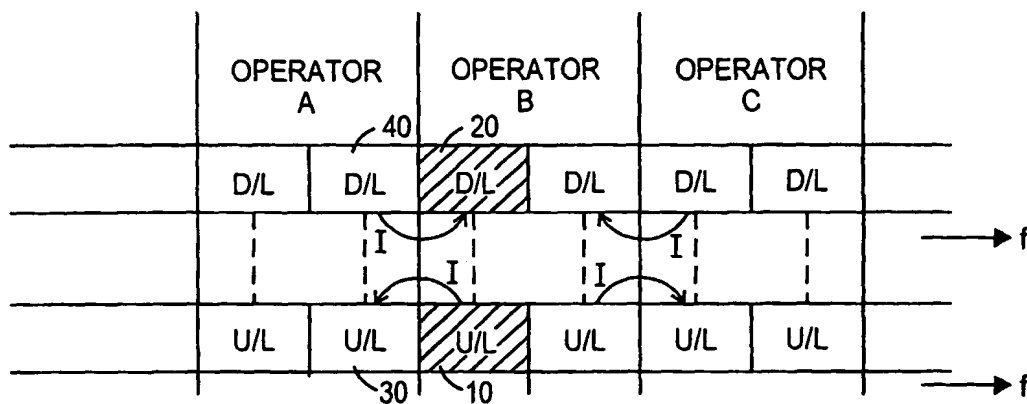 OPERATOR A
OPERATOR B
OPERATOR C
40
20
D/L D/L D/L D/L D/L D/L
I I
f
I I
U/L U/L U/L U/L U/L U/L
30
10
f